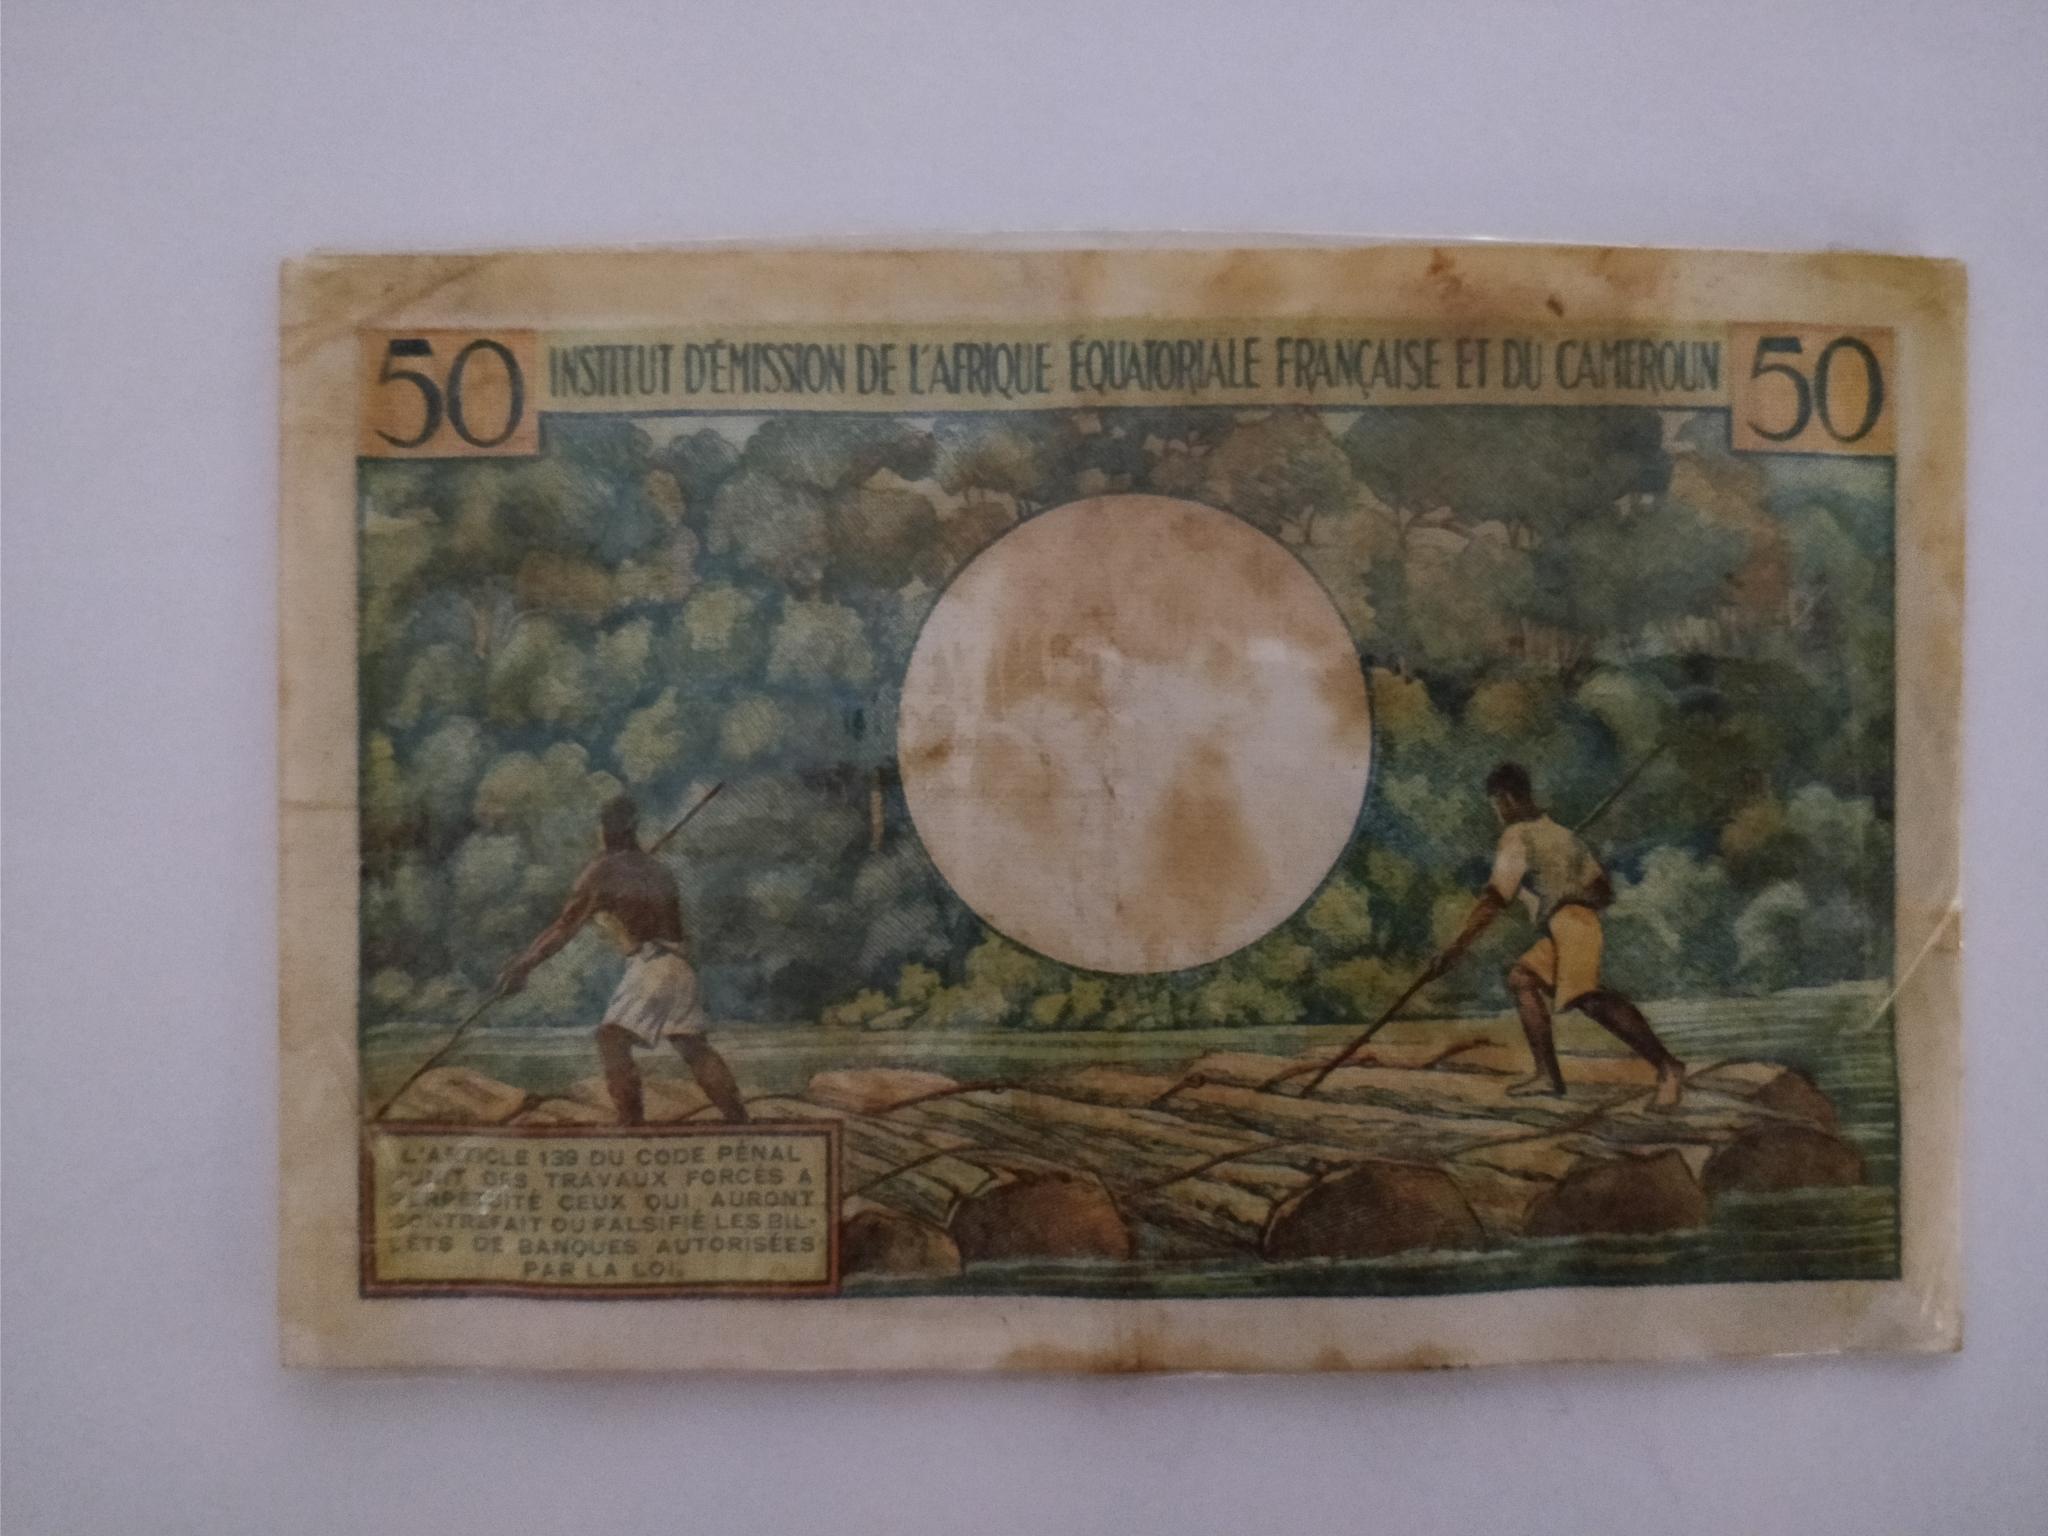 50 INSTITUT D'ÉMISSION DE L'AFRIQUE ÉQUATORIALE FRANÇAISE ET DU CAMEROUN 50
L'ARTICLE 139 DU CODE PÉNAL
PUNIT DES TRAVAUX FORCÉS A
PERPÉTUITÉ CEUX QUI AURONT
CONTREFAIT OU FALSIFIÉ LES BIL-
LETS DE BANQUES AUTORISÉES
PAR LA LOI.